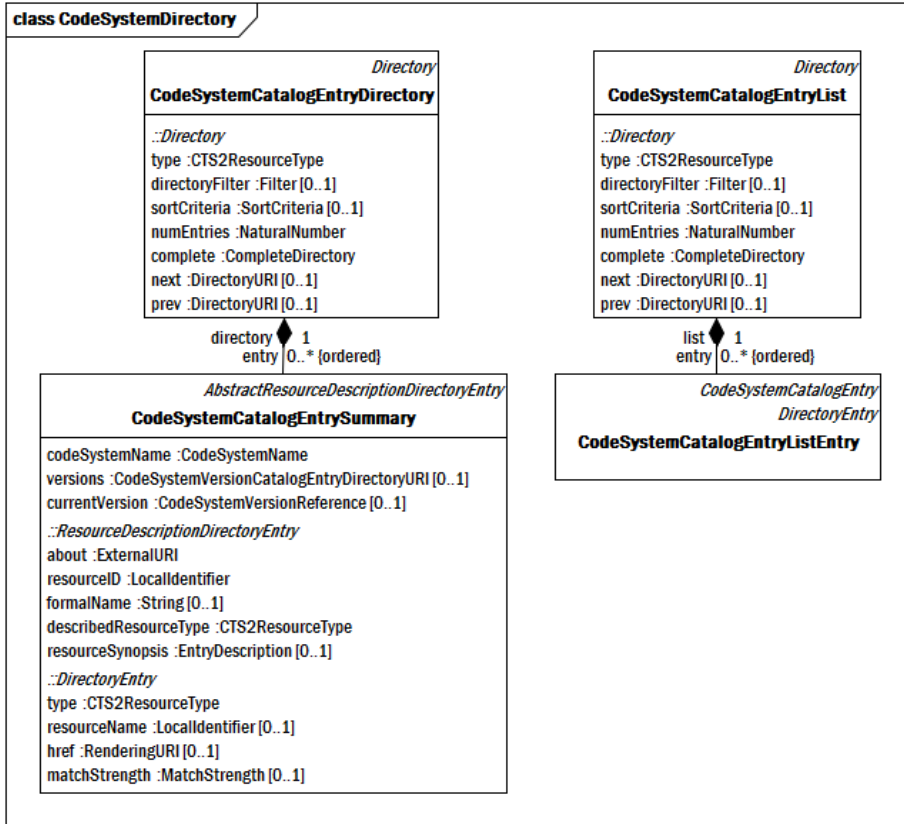 class CodeSystemDirectory
Directory
CodeSystemCatalogEntryDirectory
::Directory
type :CTS2ResourceType
directoryFilter :Filter [0..1]
sortCriteria :SortCriteria [0..1]
numEntries :NaturalNumber
complete :CompleteDirectory
next :DirectoryURI [0..1]
prev :DirectoryURI [0..1]
directory 1
entry 0..* {ordered}
AbstractResourceDescriptionDirectoryEntry
CodeSystemCatalogEntrySummary
codeSystemName :CodeSystemName
versions :CodeSystemVersionCatalogEntryDirectoryURI [0..1]
currentVersion :CodeSystemVersionReference [0..1]
::ResourceDescriptionDirectoryEntry
about :ExternalURI
resourceID :LocalIdentifier
formalName :String [0..1]
describedResourceType :CTS2ResourceType
resourceSynopsis :EntryDescription [0..1]
::DirectoryEntry
type :CTS2ResourceType
resourceName :LocalIdentifier [0..1]
href :RenderingURI [0..1]
matchStrength :MatchStrength [0..1]
Directory
CodeSystemCatalogEntryList
::Directory
type :CTS2ResourceType
directoryFilter :Filter [0..1]
sortCriteria :SortCriteria [0..1]
numEntries :NaturalNumber
complete :CompleteDirectory
next :DirectoryURI [0..1]
prev :DirectoryURI [0..1]
list 1
entry 0..* {ordered}
CodeSystemCatalogEntry
DirectoryEntry
CodeSystemCatalogEntryListEntry